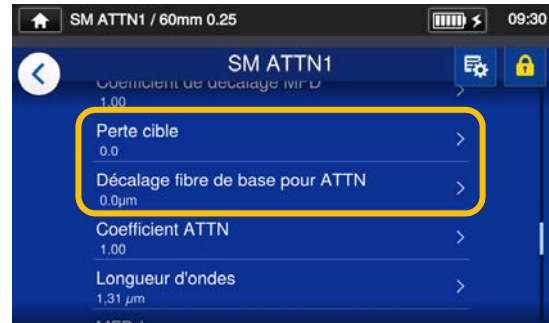 SM ATTN1 / 60mm 0.25
09:30
SM ATTN1
Coefficient de décalage MFD
1.00
Perte cible
0.0
Décalage fibre de base pour ATTN
0.0µm
Coefficient ATTN
1.00
Longueur d'ondes
1,31 µm